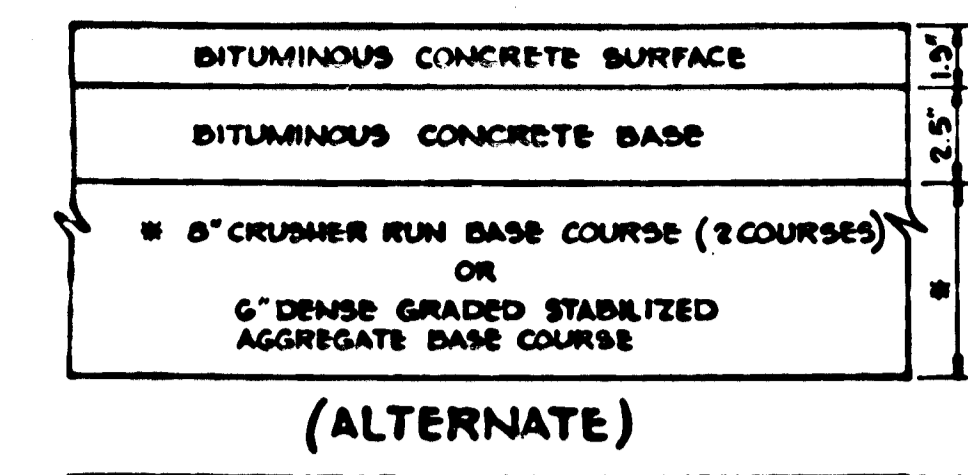 BITUMINOUS CONCRETE SURFACE
1.5"
BITUMINOUS CONCRETE BASE
2.5"
* 8" CRUSHER RUN BASE COURSE (2 COURSES)
OR
6" DENSE GRADED STABILIZED
AGGREGATE BASE COURSE
*
(ALTERNATE)